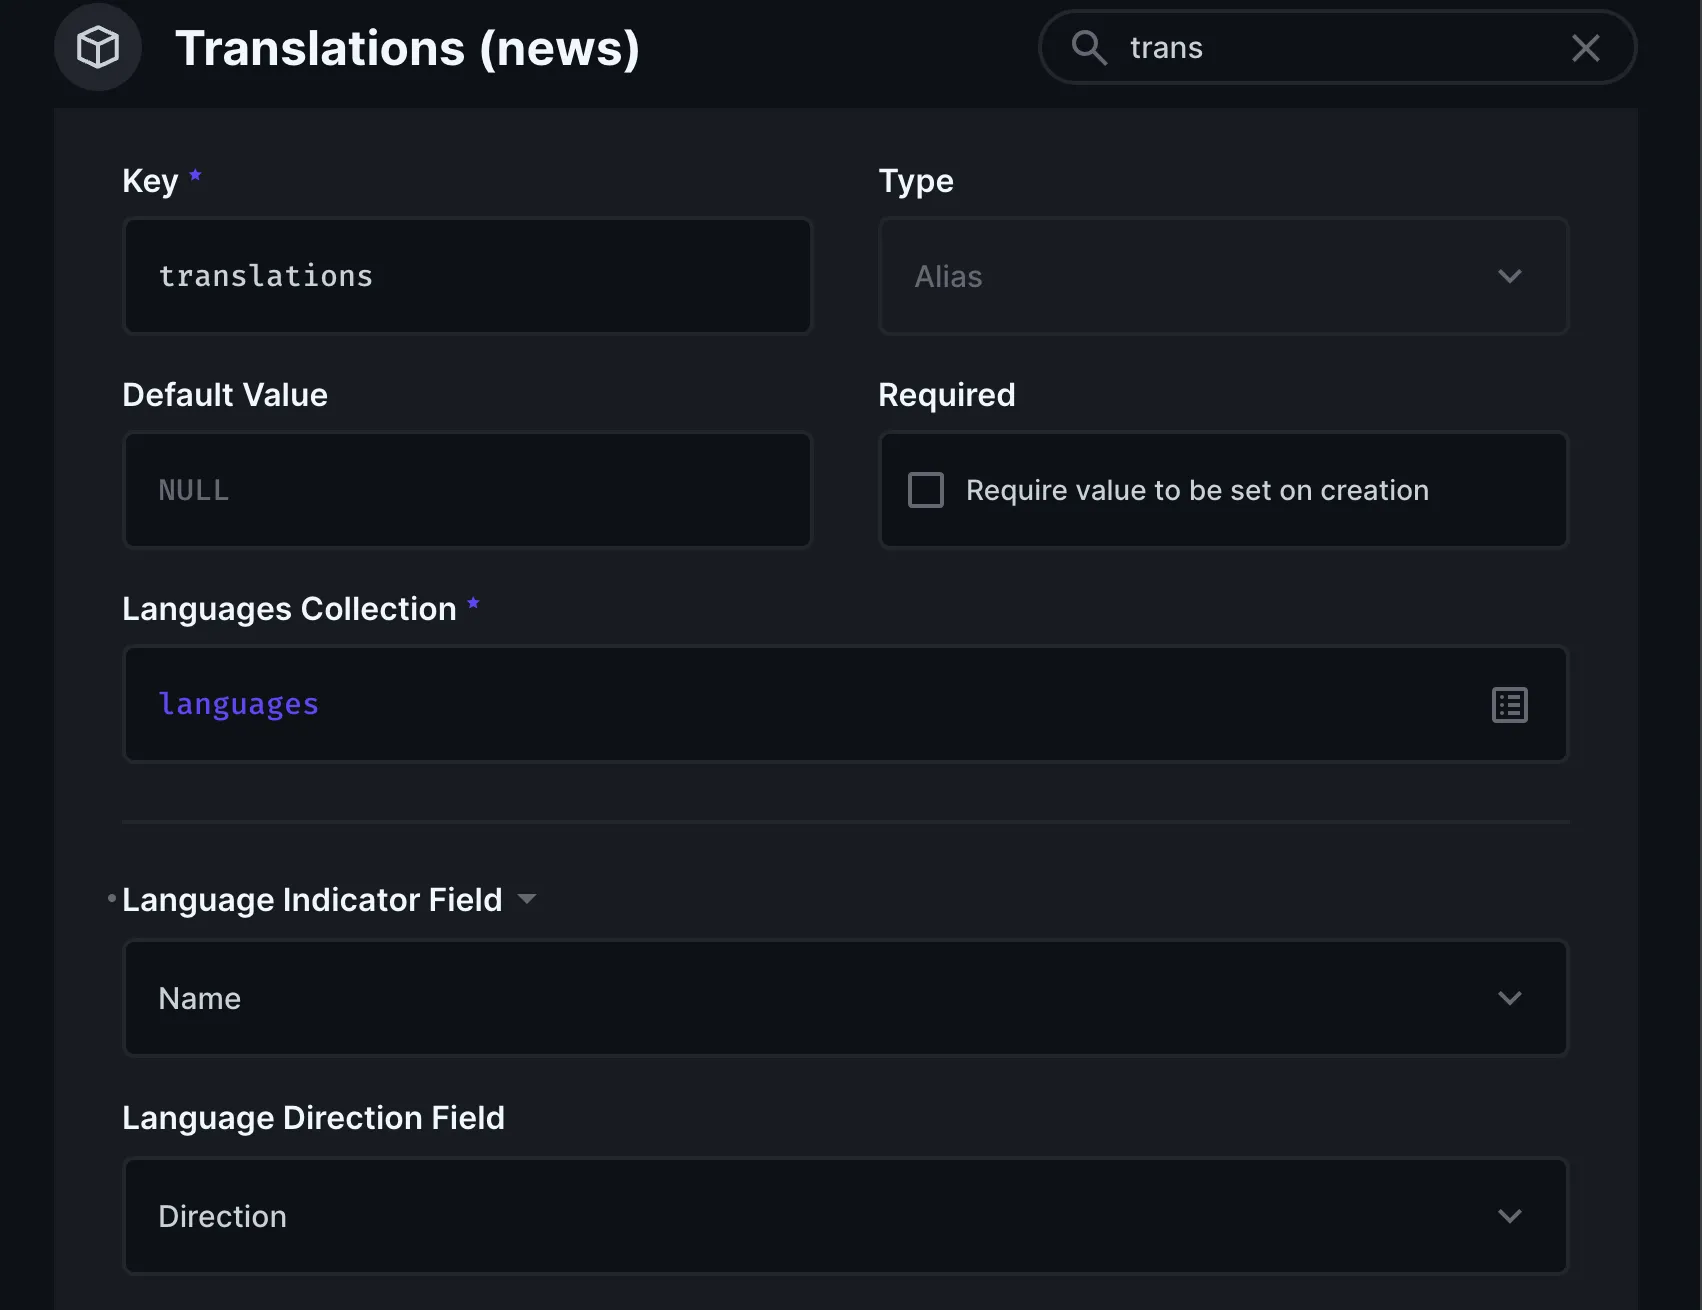 Translations (news)
trans
Key *
Type
translations
Alias
Default Value
Required
NULL
Require value to be set on creation
Languages Collection *
languages
Language Indicator Field
Name
Language Direction Field
Direction